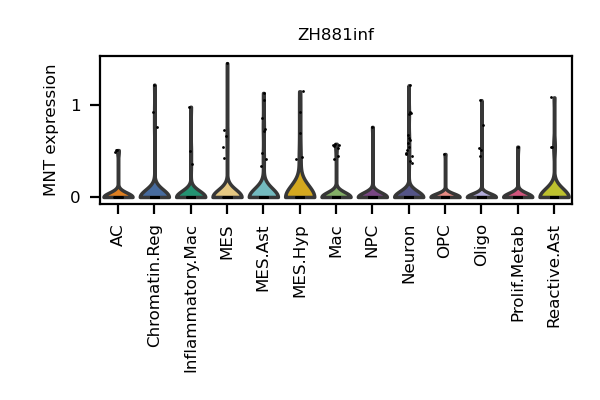 ZH881inf
MNT expression
1
0
AC
Chromatin.Reg
Inflammatory.Mac
MES
MES.Ast
MES.Hyp
Mac
NPC
Neuron
OPC
Oligo
Prolif.Metab
Reactive.Ast